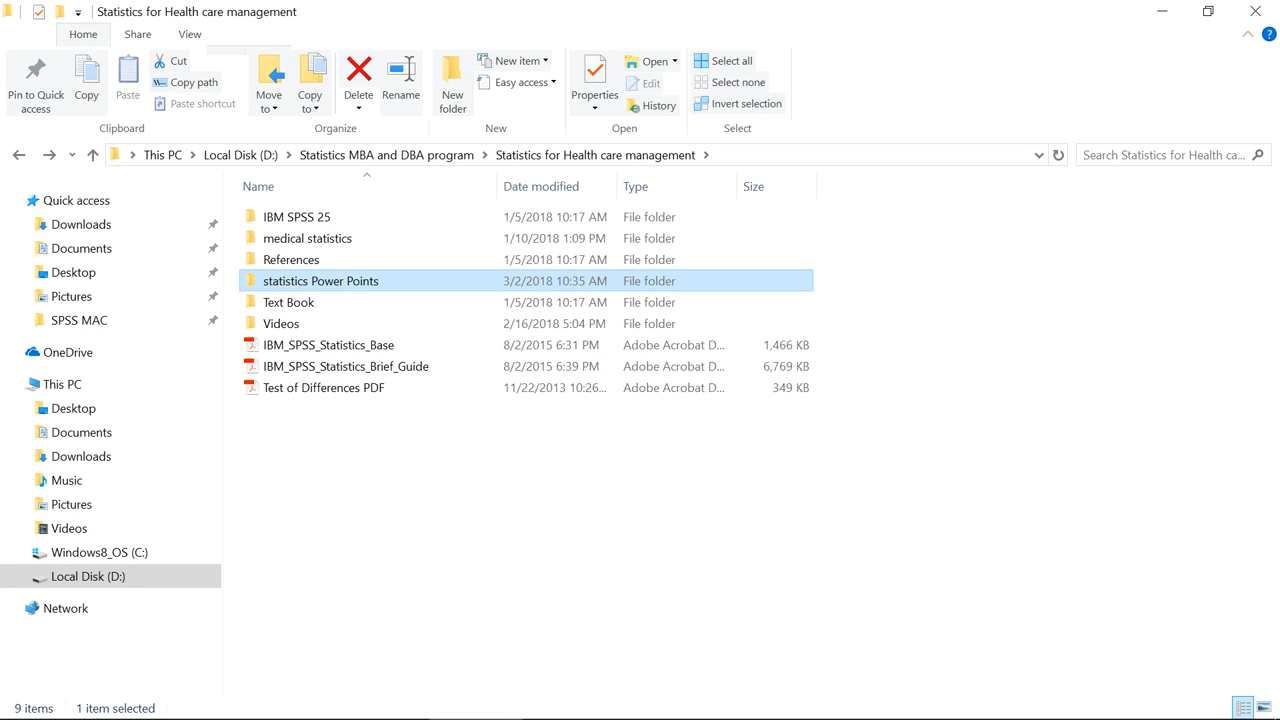 Statistics for Health care management
Home Share View
Pin to Quick access
Copy
Paste
Cut
Copy path
Paste shortcut
Clipboard
Move to
Copy to
Delete
Rename
Organize
New folder
New item
Easy access
New
Properties
Open
Edit
History
Open
Select all
Select none
Invert selection
Select
This PC Local Disk (D:) Statistics MBA and DBA program Statistics for Health care management
Search Statistics for Health ca...
Quick access
Downloads
Documents
Desktop
Pictures
SPSS MAC
OneDrive
This PC
Desktop
Documents
Downloads
Music
Pictures
Videos
Windows8_OS (C:)
Local Disk (D:)
Network
Name Date modified Type Size
IBM SPSS 25 1/5/2018 10:17 AM File folder
medical statistics 1/10/2018 1:09 PM File folder
References 1/5/2018 10:17 AM File folder
statistics Power Points 3/2/2018 10:35 AM File folder
Text Book 1/5/2018 10:17 AM File folder
Videos 2/16/2018 5:04 PM File folder
IBM_SPSS_Statistics_Base 8/2/2015 6:31 PM Adobe Acrobat D... 1,466 KB
IBM_SPSS_Statistics_Brief_Guide 8/2/2015 6:39 PM Adobe Acrobat D... 6,769 KB
Test of Differences PDF 11/22/2013 10:26... Adobe Acrobat D... 349 KB
9 items 1 item selected